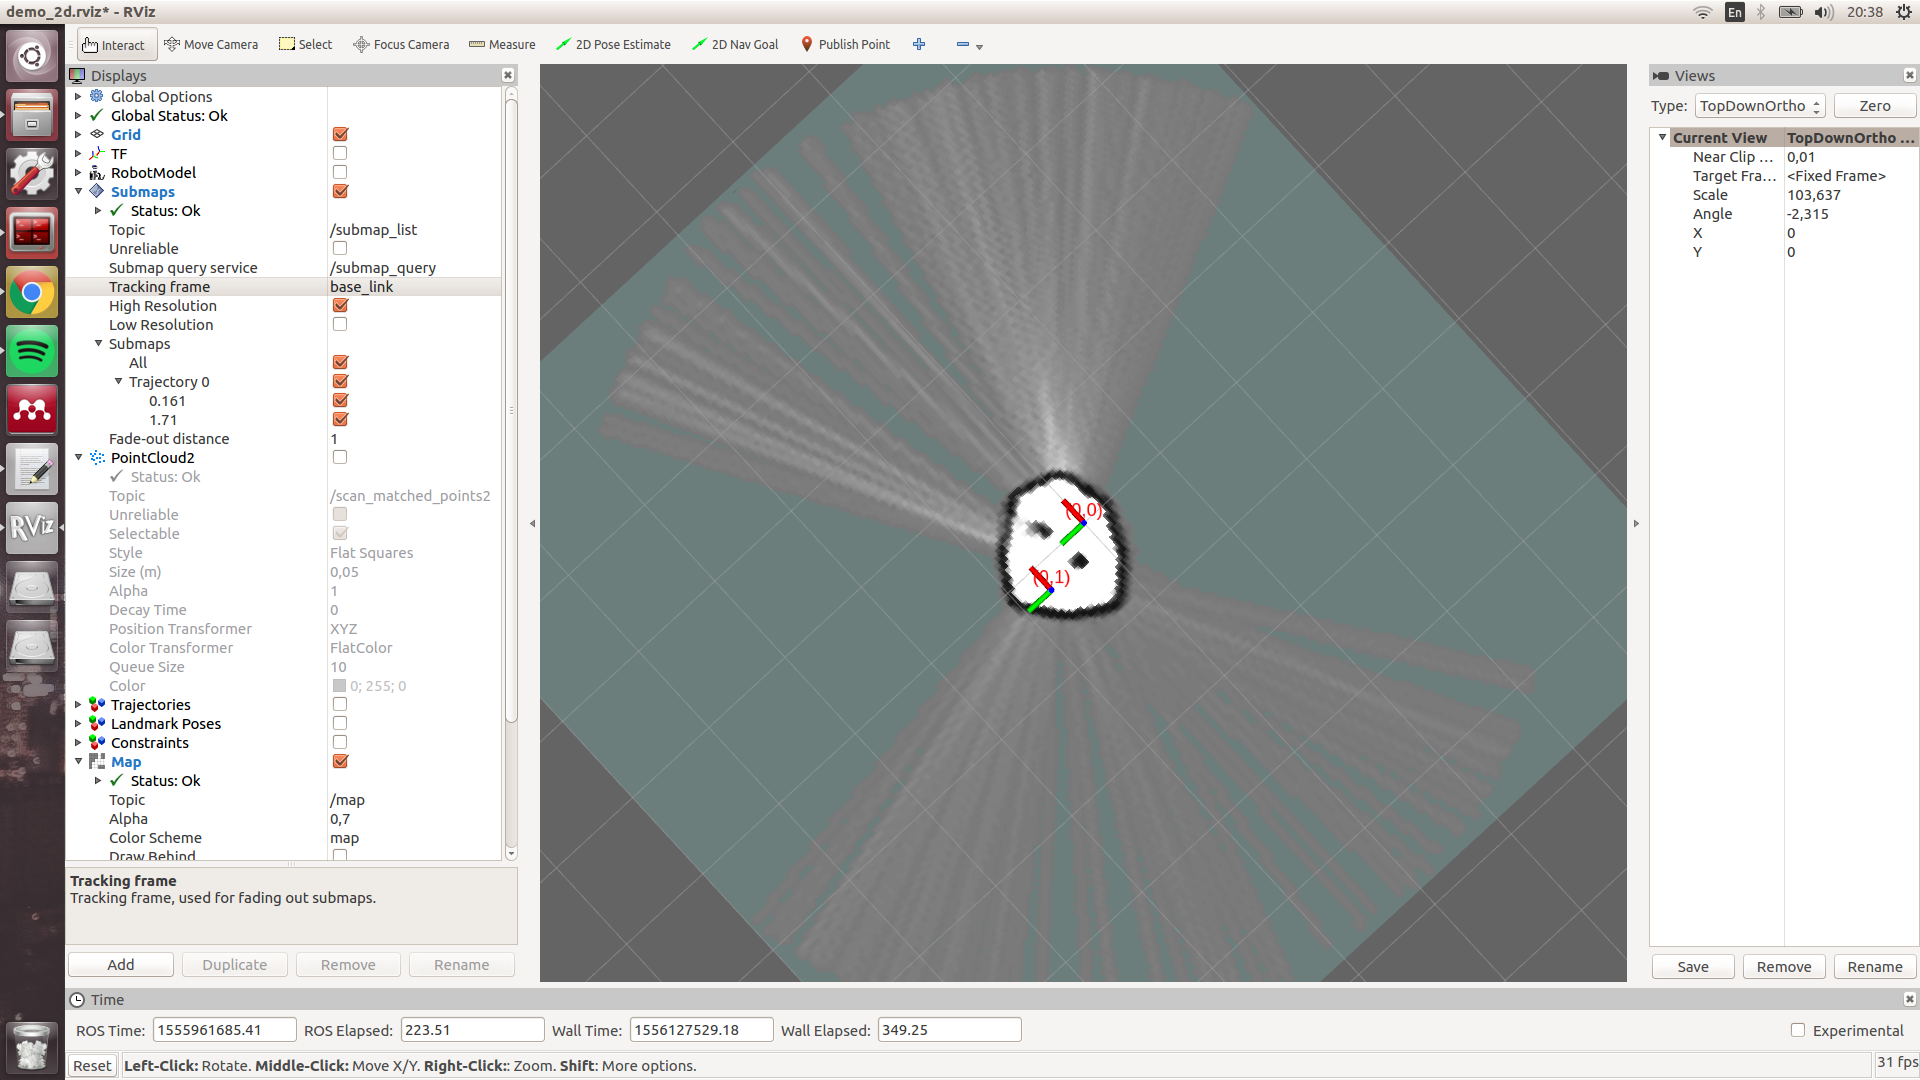 demo_2d.rviz* - RViz
En
20:38
Interact Move Camera Select Focus Camera Measure 2D Pose Estimate 2D Nav Goal Publish Point
Displays
Global Options
Global Status: Ok
Grid
TF
RobotModel
Submaps
Status: Ok
Topic /submap_list
Unreliable
Submap query service /submap_query
Tracking frame base_link
High Resolution
Low Resolution
Submaps
All
Trajectory 0
0.161
1.71
Fade-out distance 1
PointCloud2
Status: Ok
Topic /scan_matched_points2
Unreliable
Selectable
Style Flat Squares
Size (m) 0,05
Alpha 1
Decay Time 0
Position Transformer XYZ
Color Transformer FlatColor
Queue Size 10
Color 0; 255; 0
Trajectories
Landmark Poses
Constraints
Map
Status: Ok
Topic /map
Alpha 0,7
Color Scheme map
Draw Behind
Tracking frame
Tracking frame, used for fading out submaps.
Add Duplicate Remove Rename
(0,0)
(0,1)
Views
Type: TopDownOrtho Zero
Current View TopDownOrtho ...
Near Clip ... 0,01
Target Fra... <Fixed Frame>
Scale 103,637
Angle -2,315
X 0
Y 0
Save Remove Rename
Time
ROS Time: 1555961685.41 ROS Elapsed: 223.51 Wall Time: 1556127529.18 Wall Elapsed: 349.25 Experimental
Reset Left-Click: Rotate. Middle-Click: Move X/Y. Right-Click:: Zoom. Shift: More options. 31 fps
RViz